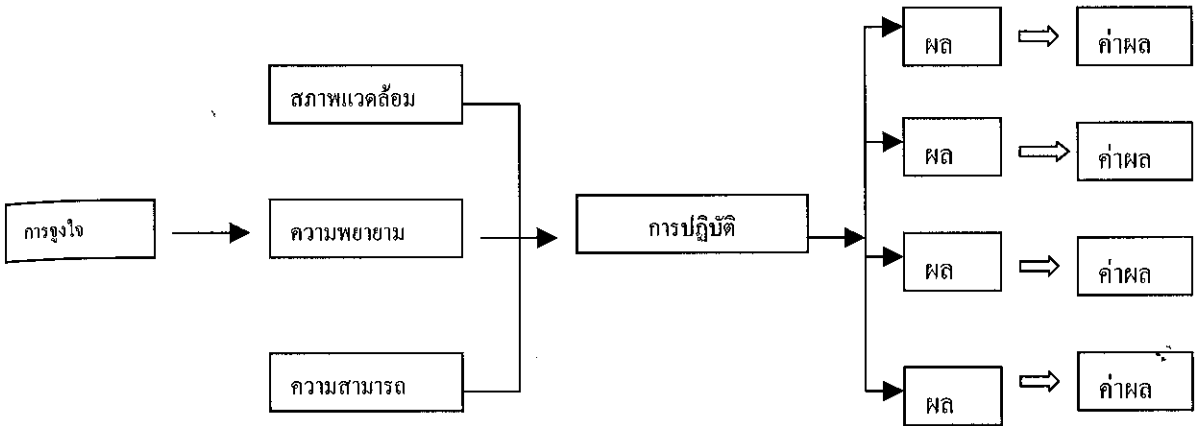 การจูงใจ
สภาพแวดล้อม
ความพยายาม
ความสามารถ
การปฏิบัติ
ผล
ค่าผล
ผล
ค่าผล
ผล
ค่าผล
ผล
ค่าผล